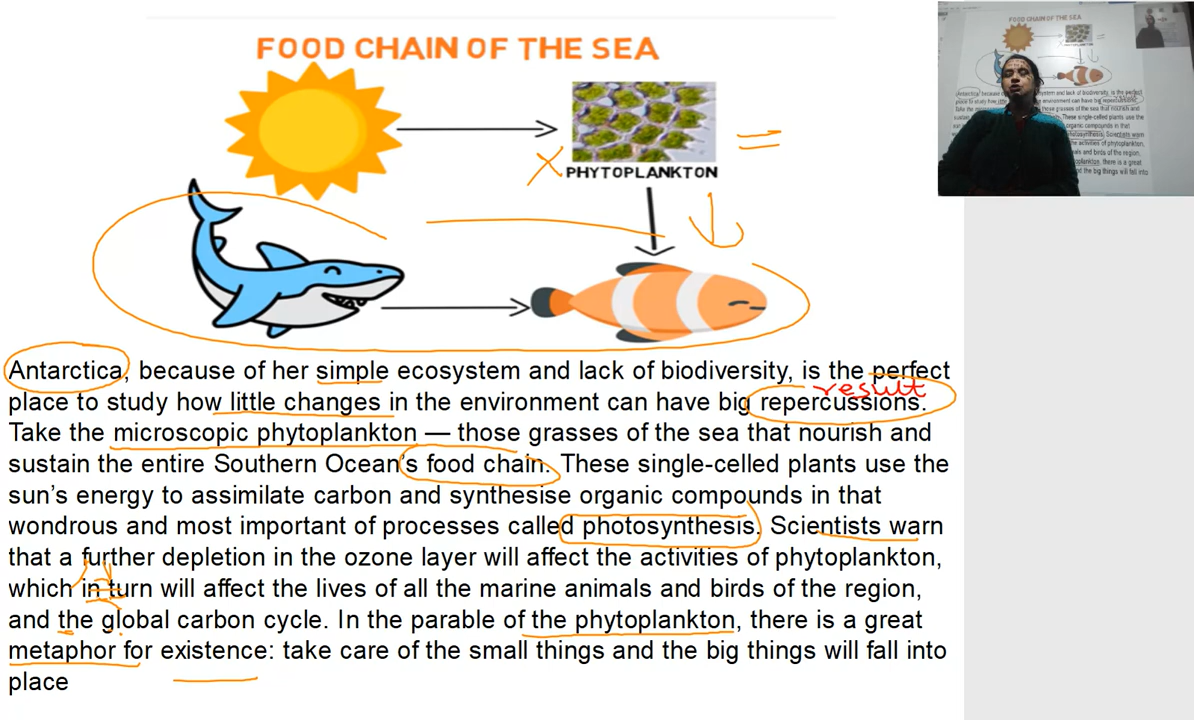 FOOD CHAIN OF THE SEA
PHYTOPLANKTON
Antarctica, because of her simple ecosystem and lack of biodiversity, is the perfect
result
place to study how little changes in the environment can have big repercussions.
Take the microscopic phytoplankton — those grasses of the sea that nourish and
sustain the entire Southern Ocean's food chain. These single-celled plants use the
sun's energy to assimilate carbon and synthesise organic compounds in that
wondrous and most important of processes called photosynthesis. Scientists warn
that a further depletion in the ozone layer will affect the activities of phytoplankton,
which in turn will affect the lives of all the marine animals and birds of the region,
and the global carbon cycle. In the parable of the phytoplankton, there is a great
metaphor for existence: take care of the small things and the big things will fall into
place